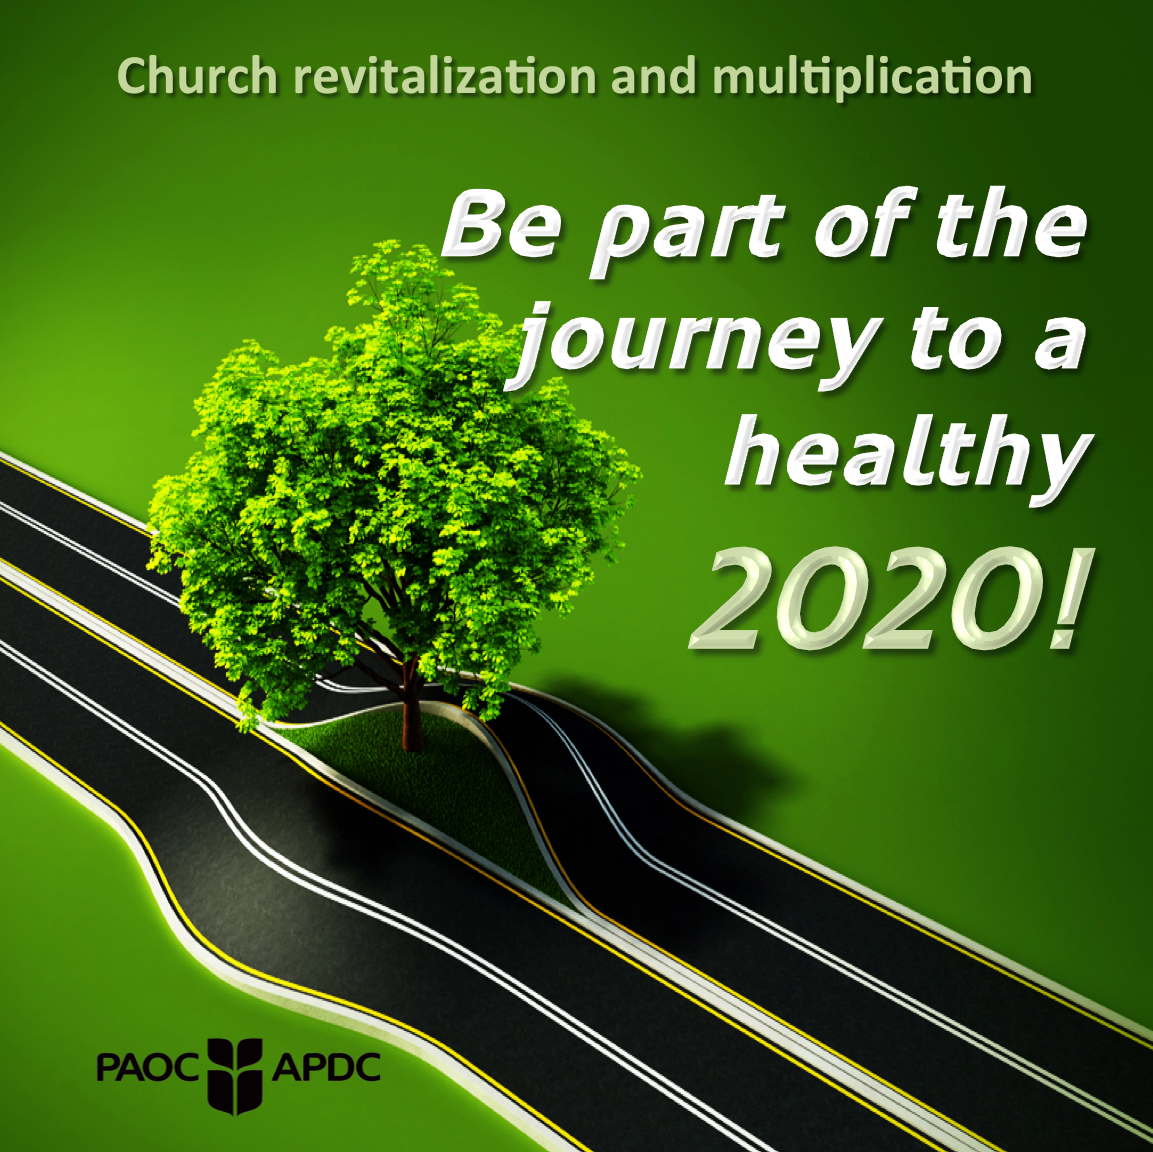 Church revitalization and multiplication
Be part of the
journey to a
healthy
2020!
PAOC APDC